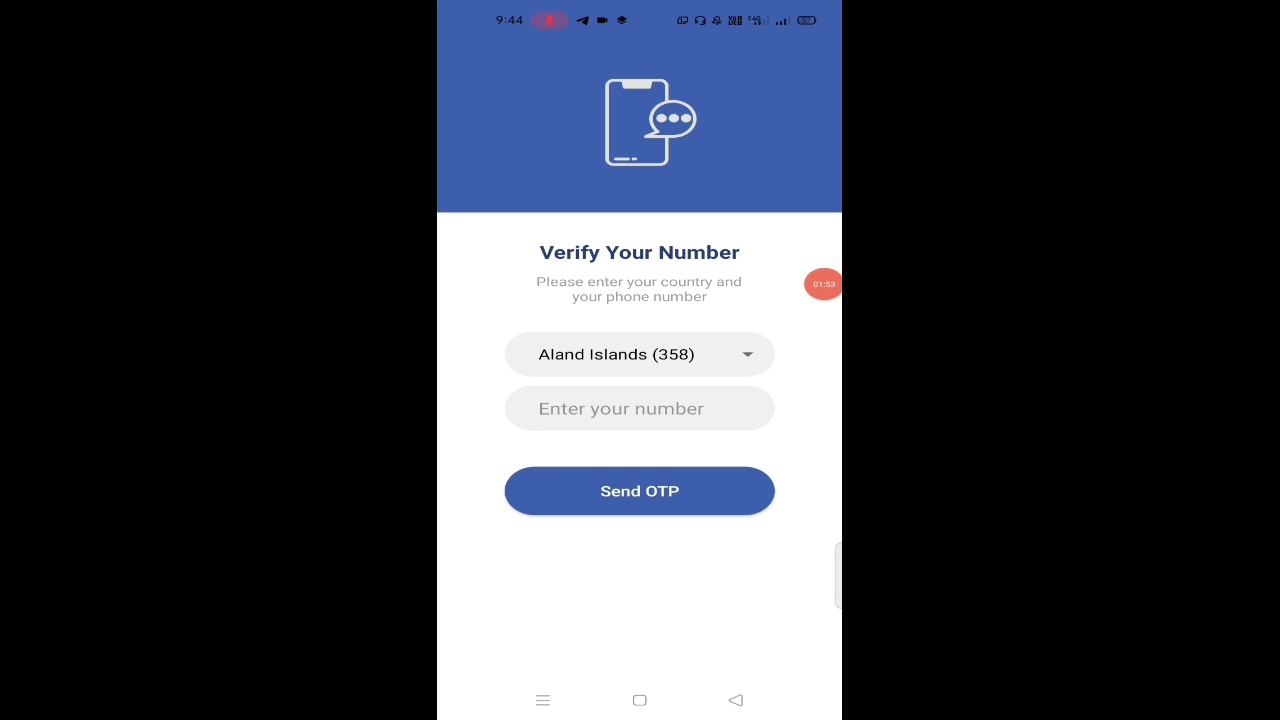 9:44
Verify Your Number
Please enter your country and
your phone number
01:53
Aland Islands (358)
Enter your number
Send OTP